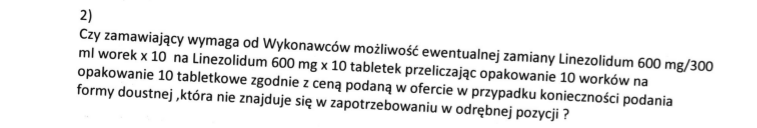 2)
Czy zamawiający wymaga od Wykonawców możliwość ewentualnej zamiany Linezolidum 600 mg/300
ml worek x 10 na Linezolidum 600 mg x 10 tabletek przeliczając opakowanie 10 worków na
opakowanie 10 tabletkowe zgodnie z ceną podaną w ofercie w przypadku konieczności podania
formy doustnej ,która nie znajduje się w zapotrzebowaniu w odrębnej pozycji ?